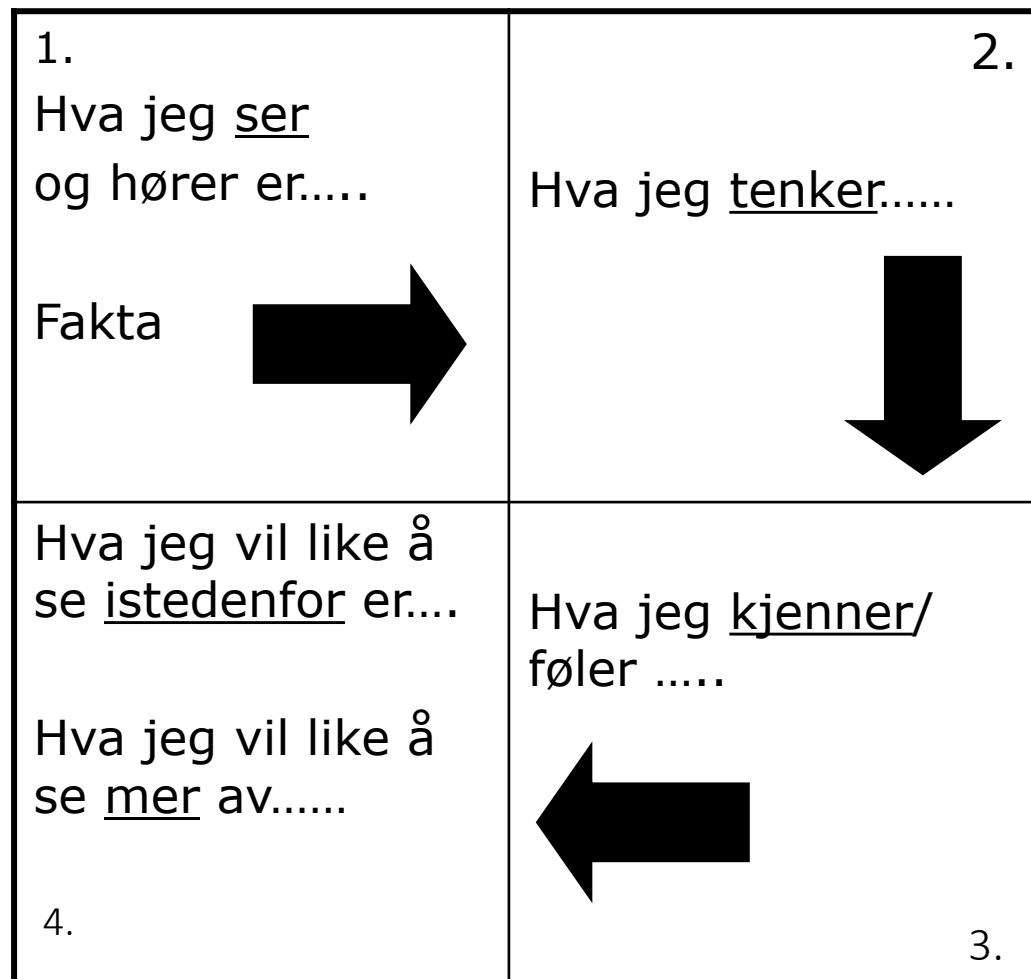 1.
Hva jeg ser
og hører er.....
Fakta
2.
Hva jeg tenker......
Hva jeg kjenner/
føler .....
3.
Hva jeg vil like å
se istedenfor er....
Hva jeg vil like å
se mer av......
4.